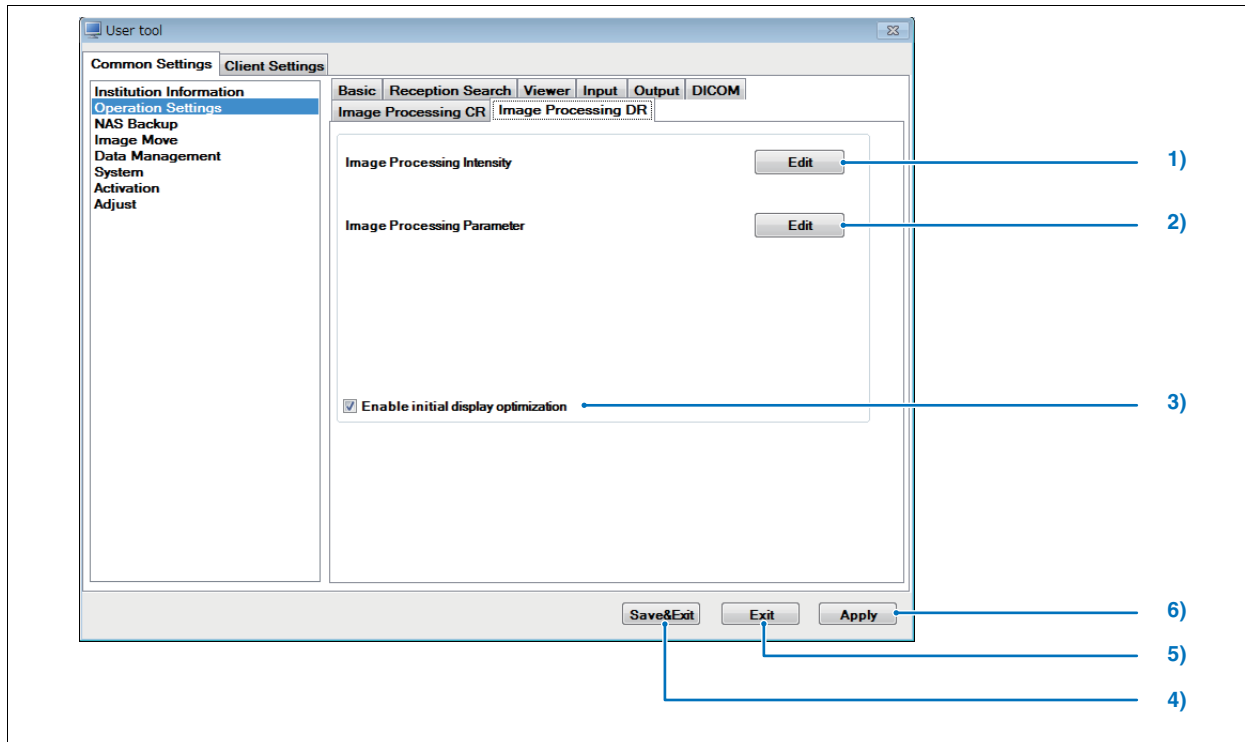 User tool
Common Settings Client Settings
Institution Information
Operation Settings
NAS Backup
Image Move
Data Management
System
Activation
Adjust
Basic Reception Search Viewer Input Output DICOM
Image Processing CR Image Processing DR
Image Processing Intensity Edit 1)
Image Processing Parameter Edit 2)
Enable initial display optimization 3)
Save&Exit Exit Apply 6)
5)
4)